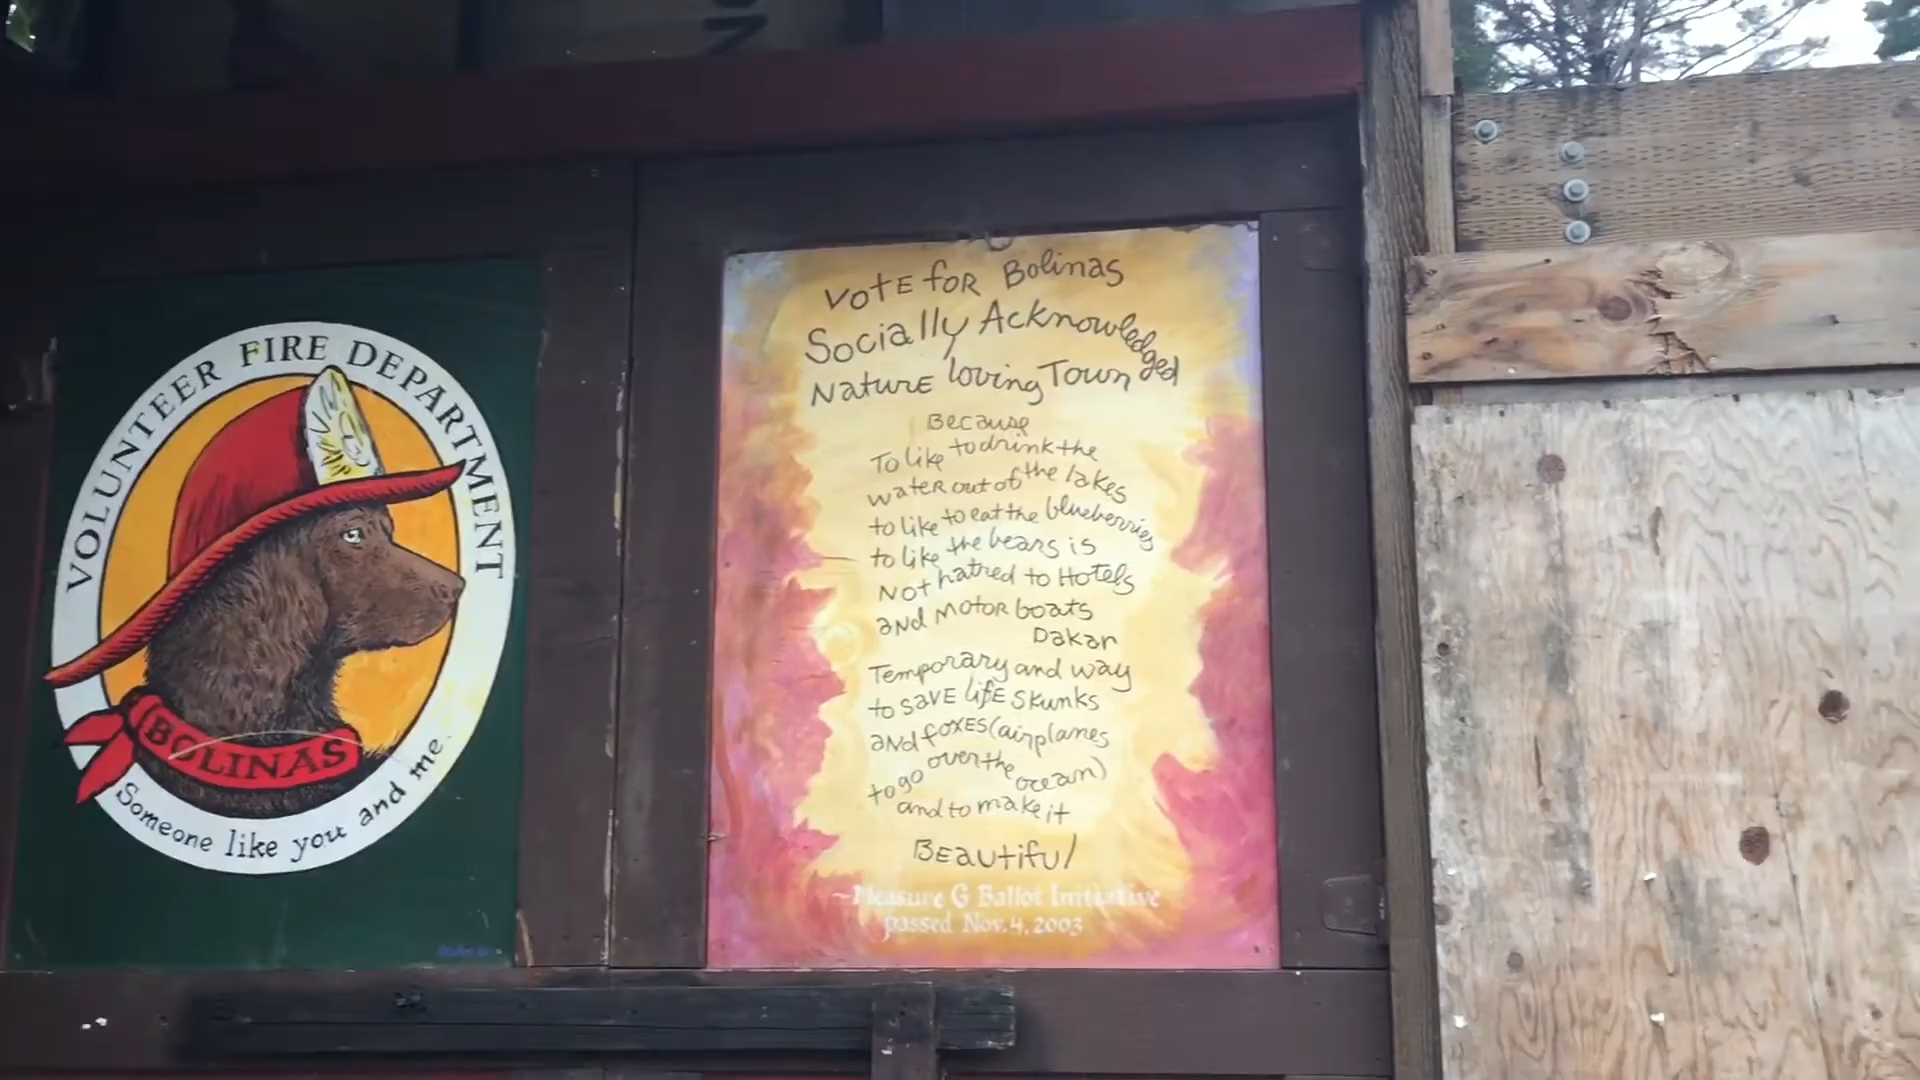 VOLUNTEER FIRE DEPARTMENT
BOLINAS
Someone like you and me.
Vote for Bolinas
Socially Acknowledged
Nature loving Town
Because
To like to drink the
water out of the lakes
to like to eat the blueberries
to like the bears is
Not hatred to Hotels
and motor boats
Dakar
Temporary and way
to save life skunks
and foxes (airplanes
to go over the ocean)
and to make it
Beautiful
~Measure G Ballot Initiative
passed Nov. 4, 2003